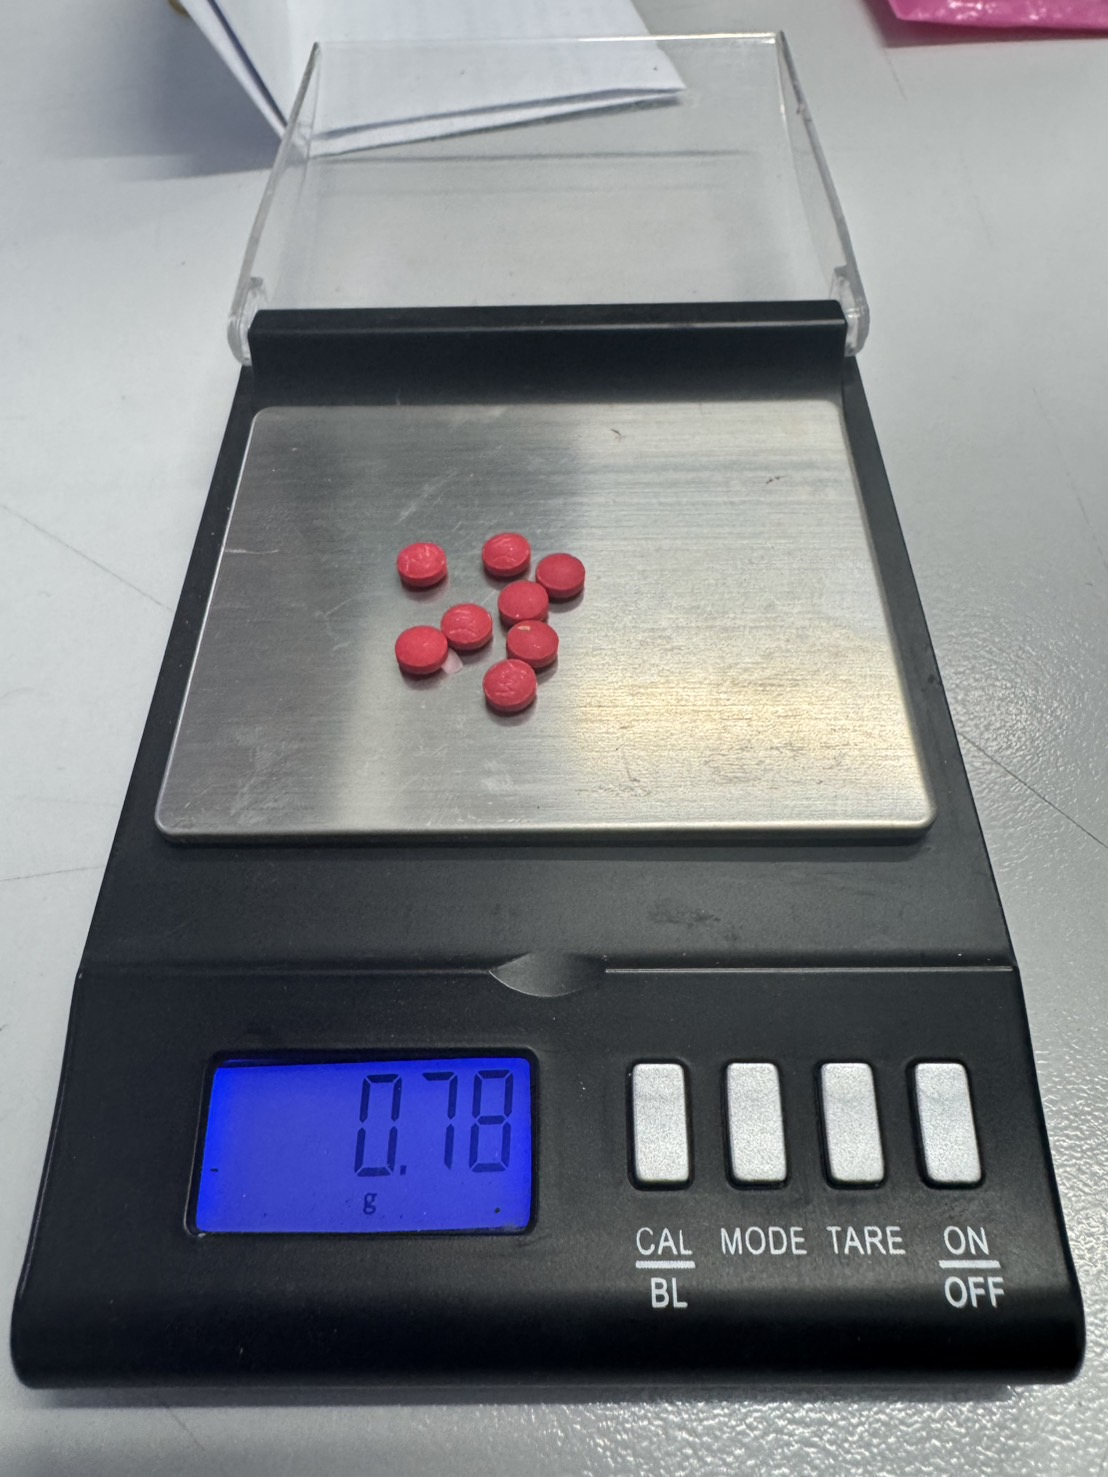 0.78
g
CAL MODE TARE ON
BL OFF